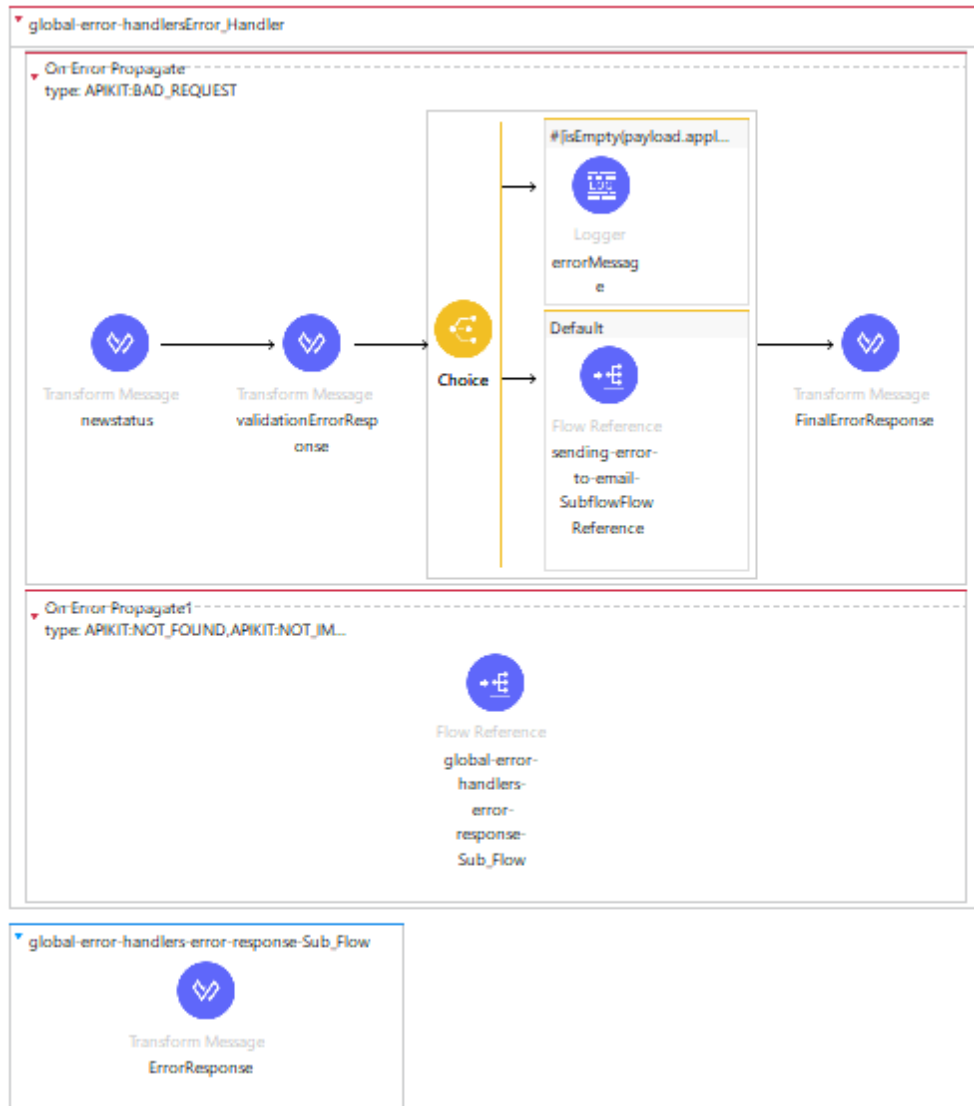 global-error-handlersError_Handler
On Error Propagate
type: APIKIT:BAD_REQUEST
#[isEmpty(payload.appl...
LOG
Logger
errorMessag
e
Default
Choice
Flow Reference
sending-error-
to-email-
SubflowFlow
Reference
Transform Message
newstatus
Transform Message
validationErrorResp
onse
Transform Message
FinalErrorResponse
On Error Propagate1
type: APIKIT:NOT_FOUND,APIKIT:NOT_IM...
Flow Reference
global-error-
handlers-
error-
response-
Sub_Flow
global-error-handlers-error-response-Sub_Flow
Transform Message
ErrorResponse